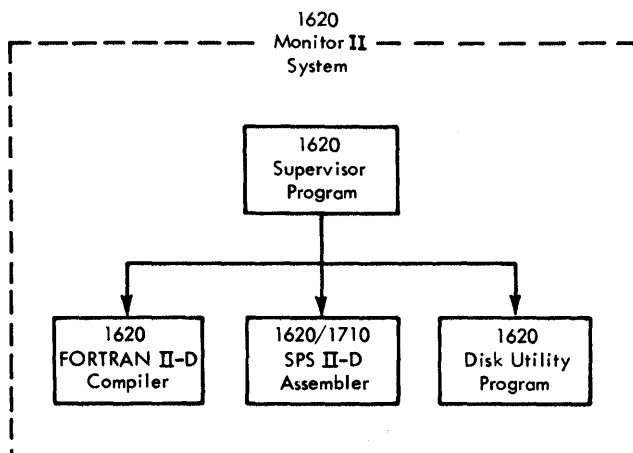 1620
Monitor II
System
1620
Supervisor
Program
1620
FORTRAN II-D
Compiler
1620/1710
SPS II-D
Assembler
1620
Disk Utility
Program